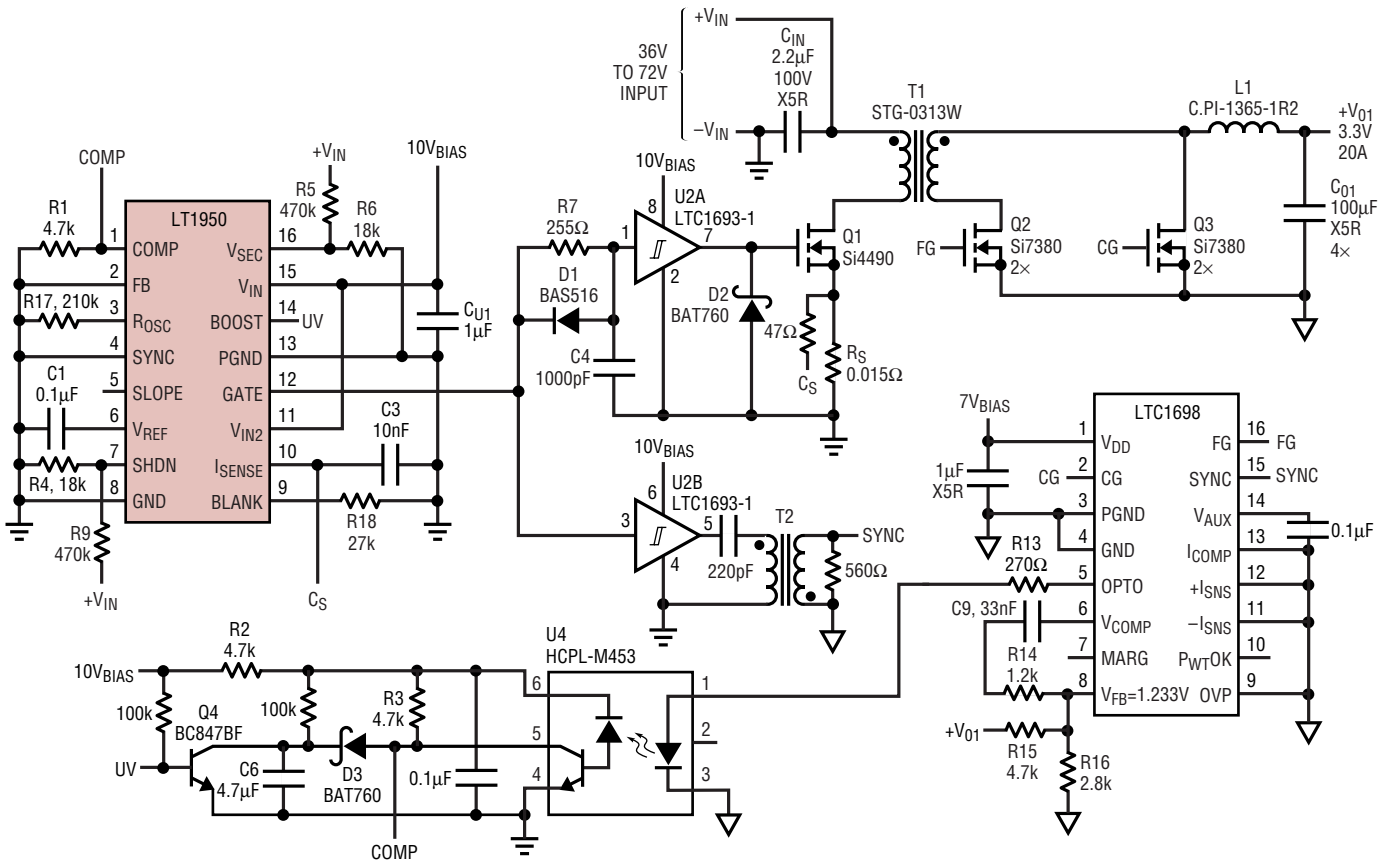 +VIN
36V
TO 72V
INPUT
CIN
2.2µF
100V
X5R
–VIN
T1
STG-0313W
L1
C.PI-1365-1R2
+V01
3.3V
20A
C01
100µF
X5R
4×
COMP
+VIN
10VBIAS
R1
4.7k
R5
470k
R6
18k
LT1950
1
COMP
VSEC
16
2
FB
VIN
15
R17, 210k
3
ROSC
BOOST
14
UV
CU1
1µF
4
SYNC
PGND
13
C1
0.1µF
5
SLOPE
GATE
12
6
VREF
VIN2
11
C3
10nF
7
SHDN
ISENSE
10
R4, 18k
8
GND
BLANK
9
R18
27k
R9
470k
+VIN
CS
10VBIAS
U2A
LTC1693-1
8
R7
255Ω
1
7
2
D1
BAS516
C4
1000pF
D2
BAT760
Q1
Si4490
47Ω
CS
RS
0.015Ω
FG
Q2
Si7380
2×
CG
Q3
Si7380
2×
10VBIAS
U2B
LTC1693-1
6
3
5
4
220pF
T2
SYNC
560Ω
7VBIAS
1µF
X5R
LTC1698
1
VDD
FG
16
FG
CG
2
CG
SYNC
15
SYNC
3
PGND
VAUX
14
0.1µF
4
GND
ICOMP
13
R13
270Ω
5
OPTO
+ISNS
12
C9, 33nF
6
VCOMP
–ISNS
11
7
MARG
PWTOK
10
R14
1.2k
8
VFB=1.233V
OVP
9
+V01
R15
4.7k
R16
2.8k
10VBIAS
R2
4.7k
U4
HCPL-M453
100k
Q4
BC847BF
100k
R3
4.7k
6
1
5
2
4
3
UV
C6
4.7µF
D3
BAT760
0.1µF
COMP